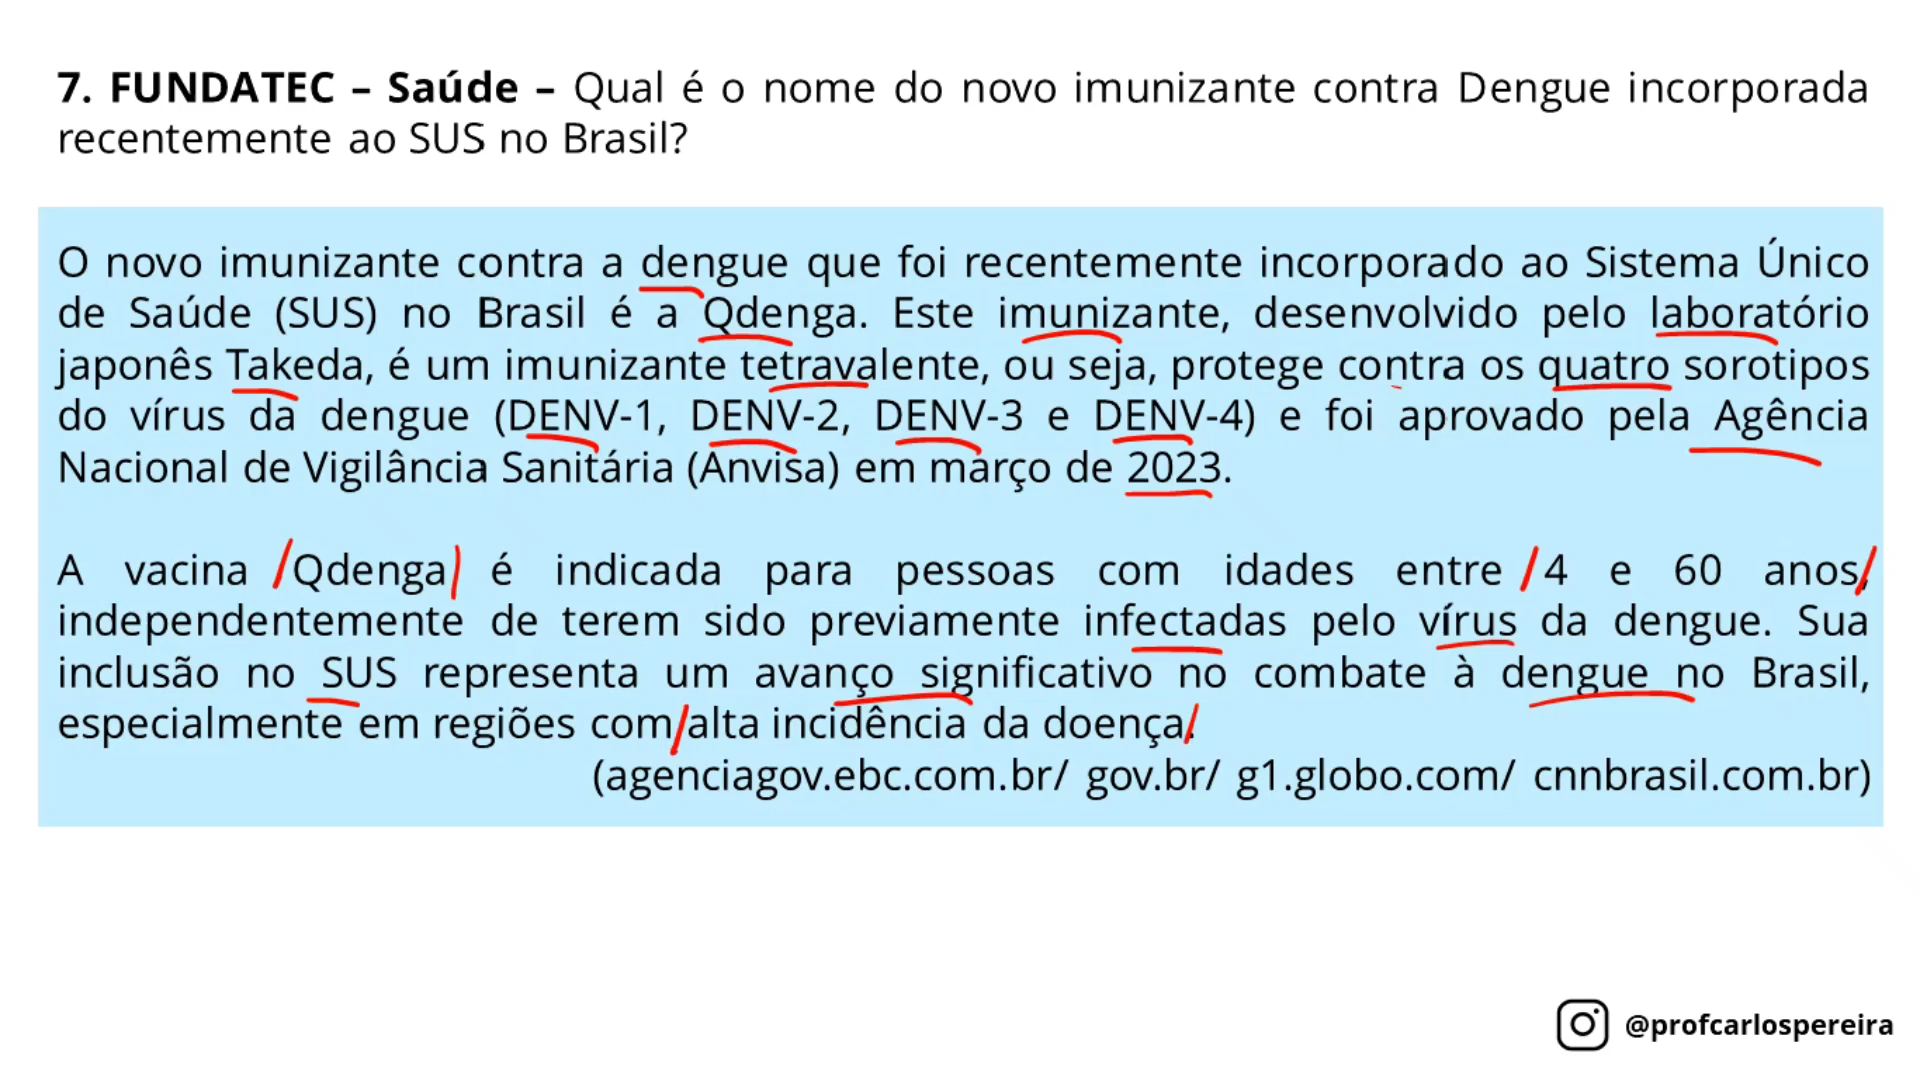 7. FUNDATEC – Saúde – Qual é o nome do novo imunizante contra Dengue incorporada
recentemente ao SUS no Brasil?
O novo imunizante contra a dengue que foi recentemente incorporado ao Sistema Único
de Saúde (SUS) no Brasil é a Qdenga. Este imunizante, desenvolvido pelo laboratório
japonês Takeda, é um imunizante tetravalente, ou seja, protege contra os quatro sorotipos
do vírus da dengue (DENV-1, DENV-2, DENV-3 e DENV-4) e foi aprovado pela Agência
Nacional de Vigilância Sanitária (Anvisa) em março de 2023.
A vacina Qdenga é indicada para pessoas com idades entre 4 e 60 anos,
independentemente de terem sido previamente infectadas pelo vírus da dengue. Sua
inclusão no SUS representa um avanço significativo no combate à dengue no Brasil,
especialmente em regiões com alta incidência da doença.
(agenciagov.ebc.com.br/ gov.br/ g1.globo.com/ cnnbrasil.com.br)
@profcarlospereira